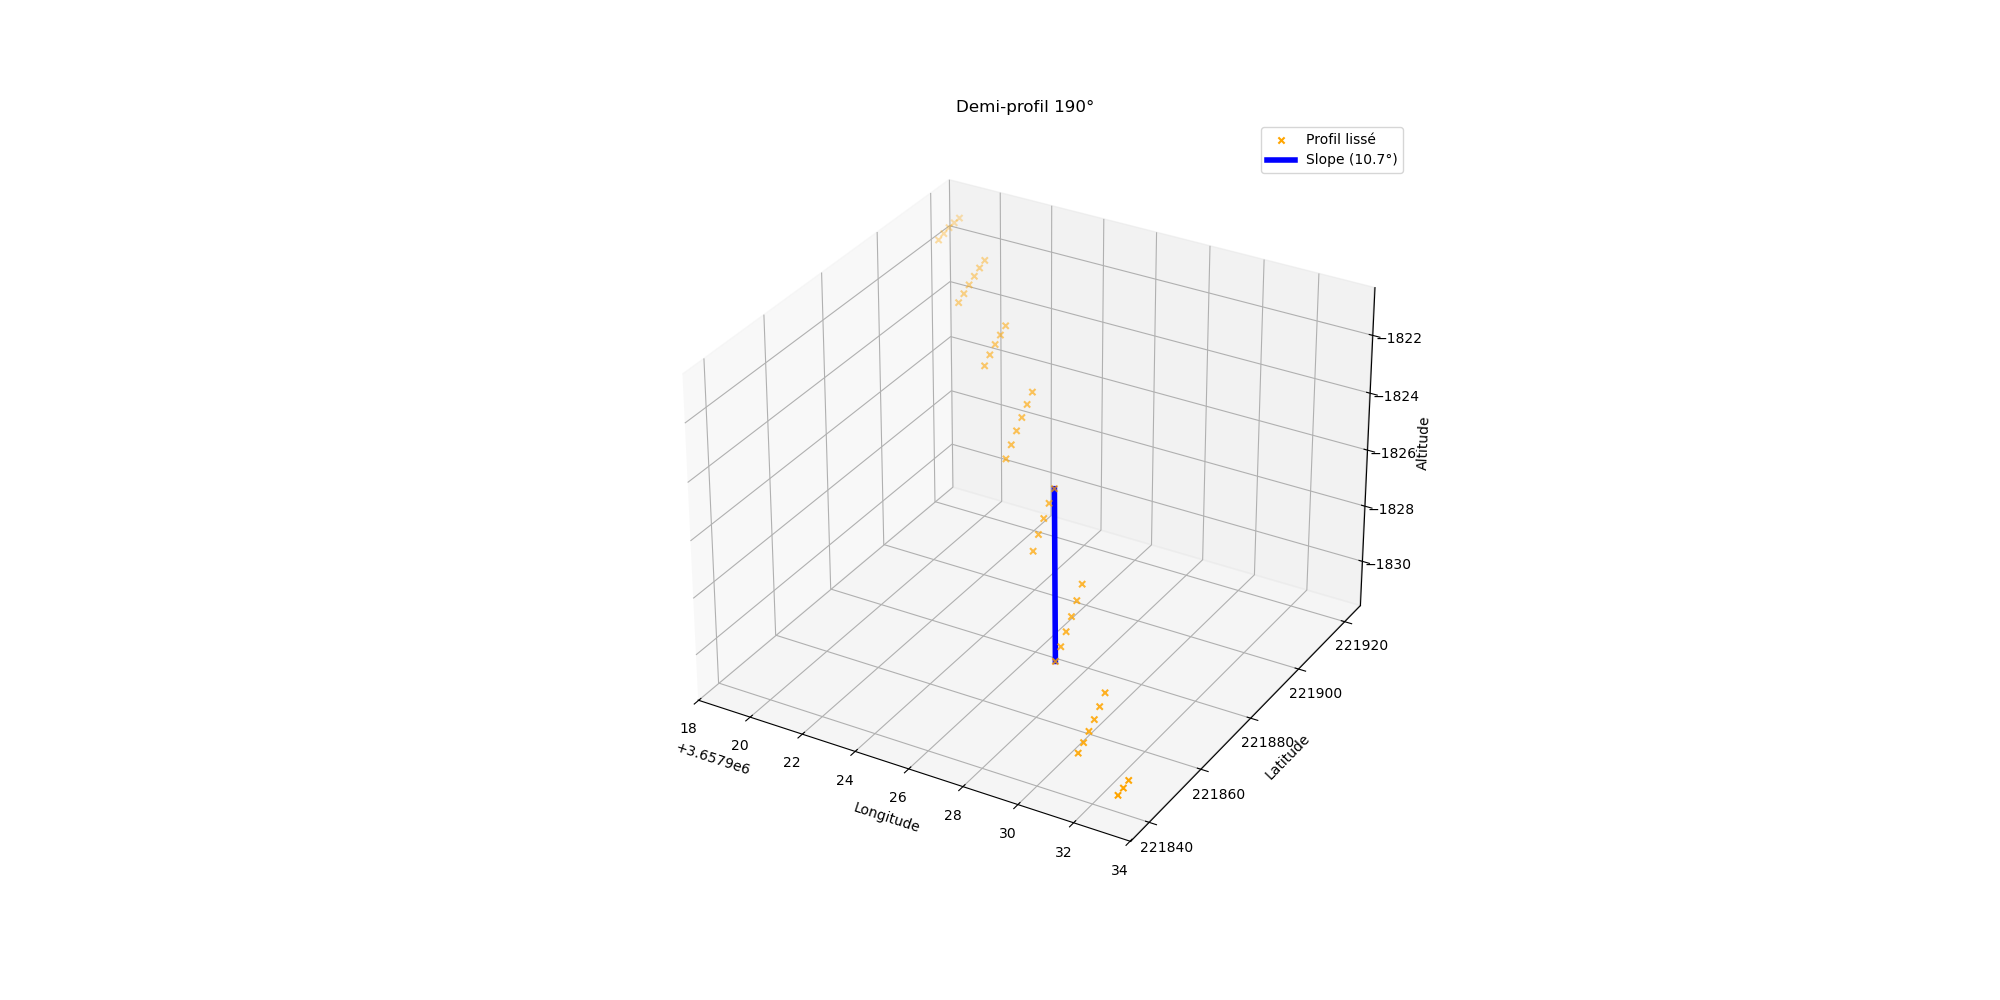 Demi-profil 190°
Profil lissé
Slope (10.7°)
−1822
−1824
−1826
−1828
−1830
Altitude
221920
221900
221880
221860
221840
Latitude
18
20
22
24
26
28
30
32
34
+3.6579e6
Longitude